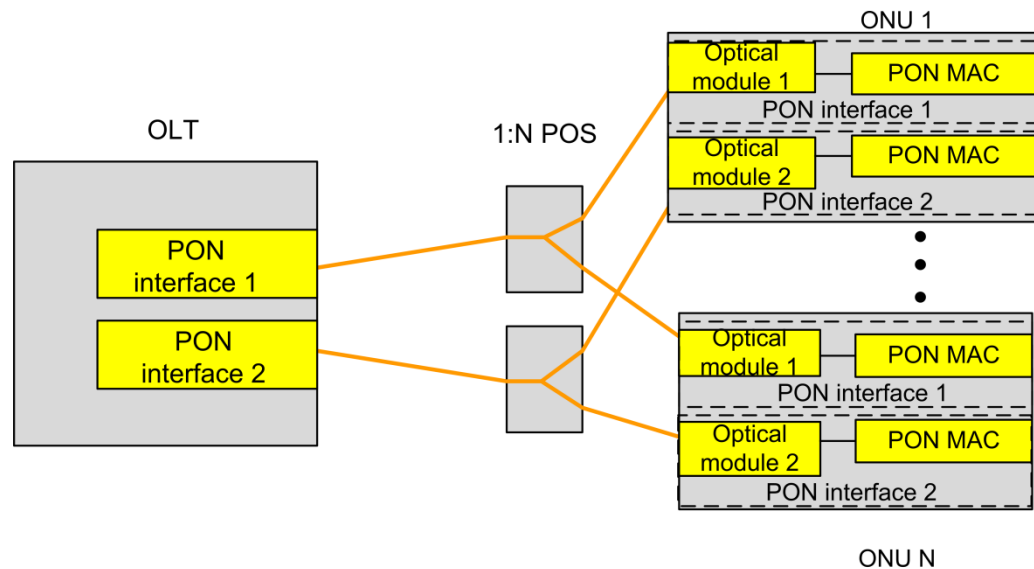 OLT
PON
interface 1
PON
interface 2
1:N POS
ONU 1
Optical
module 1
PON MAC
PON interface 1
Optical
module 2
PON MAC
PON interface 2
Optical
module 1
PON MAC
PON interface 1
Optical
module 2
PON MAC
PON interface 2
ONU N